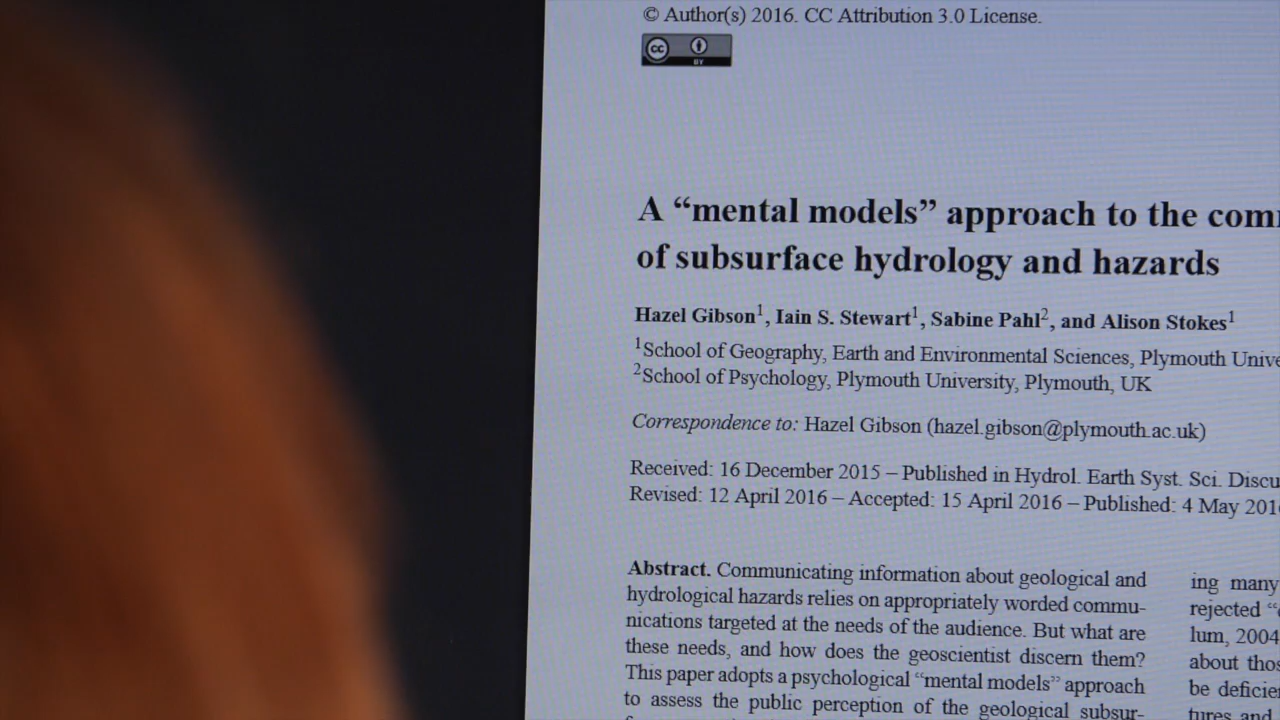 © Author(s) 2016. CC Attribution 3.0 License.
cc BY
A “mental models” approach to the
of subsurface hydrology and hazards
Hazel Gibson1, Iain S. Stewart1, Sabine Pahl2, and Alison Stokes1
1School of Geography, Earth and Environmental Sciences, Plymouth
2School of Psychology, Plymouth University, Plymouth, UK
Correspondence to: Hazel Gibson (hazel.gibson@plymouth.ac.uk)
Received: 16 December 2015 – Published in Hydrol. Earth Syst. Sci.
Revised: 12 April 2016 – Accepted: 15 April 2016 – Published: 4 May
Abstract. Communicating information about geological and
hydrological hazards relies on appropriately worded commu-
nications targeted at the needs of the audience. But what are
these needs, and how does the geoscientist discern them?
This paper adopts a psychological “mental models” approach
to assess the public perception of the geological subsur-
ing many
rejected
lum, 2004
about
be
tures and